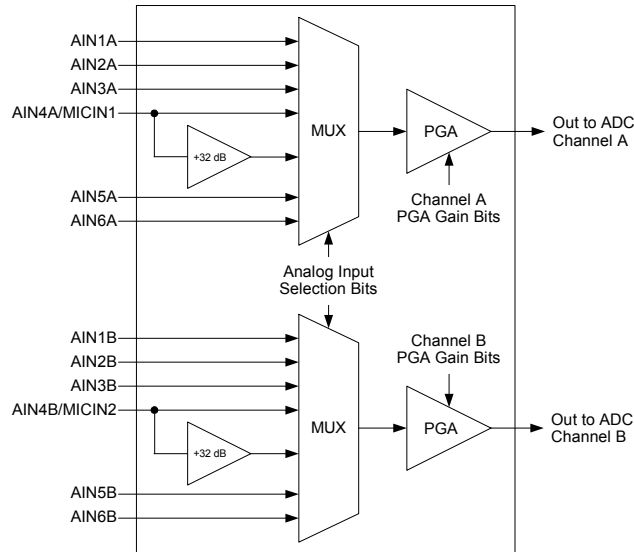 AIN1A
AIN2A
AIN3A
AIN4A/MICIN1
+32 dB
AIN5A
AIN6A
MUX
PGA
Out to ADC
Channel A
Channel A
PGA Gain Bits
Analog Input
Selection Bits
AIN1B
AIN2B
AIN3B
AIN4B/MICIN2
+32 dB
AIN5B
AIN6B
MUX
Channel B
PGA Gain Bits
PGA
Out to ADC
Channel B